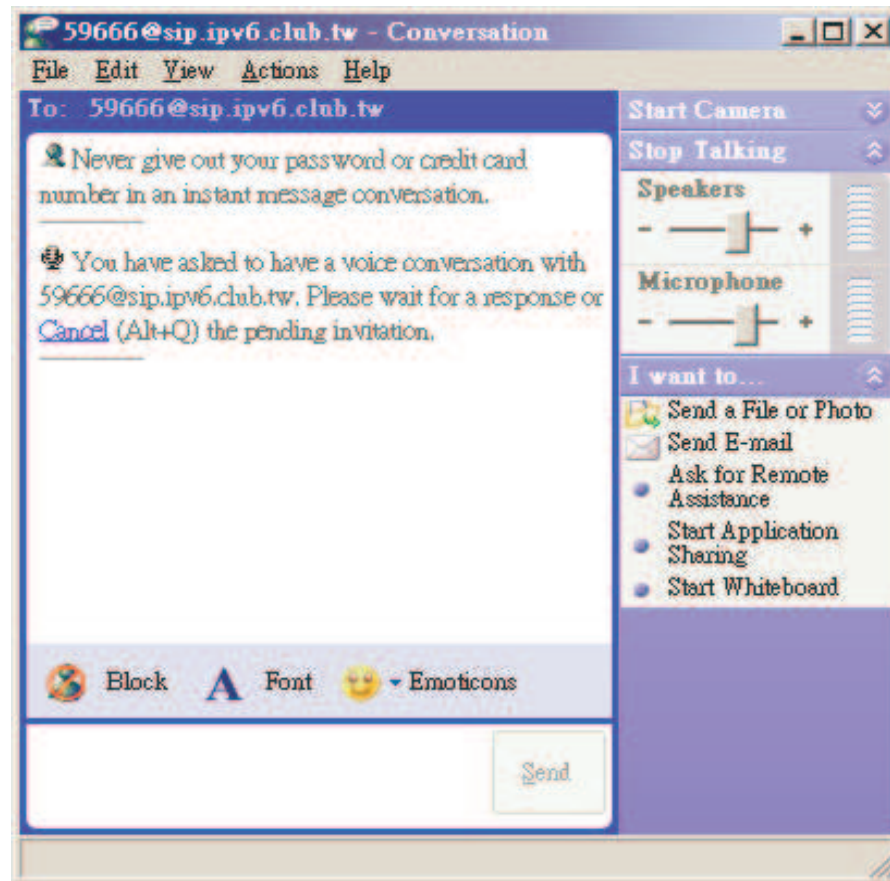 59666@sip.ipv6.club.tw - Conversation
File Edit View Actions Help
To: 59666@sip.ipv6.club.tw
Never give out your password or credit card
number in an instant message conversation.
You have asked to have a voice conversation with
59666@sip.ipv6.club.tw. Please wait for a response or
Cancel (Alt+Q) the pending invitation.
Block A Font Emoticons
Send
Start Camera
Stop Talking
Speakers
- +
Microphone
- +
I want to...
Send a File or Photo
Send E-mail
Ask for Remote
Assistance
Start Application
Sharing
Start Whiteboard